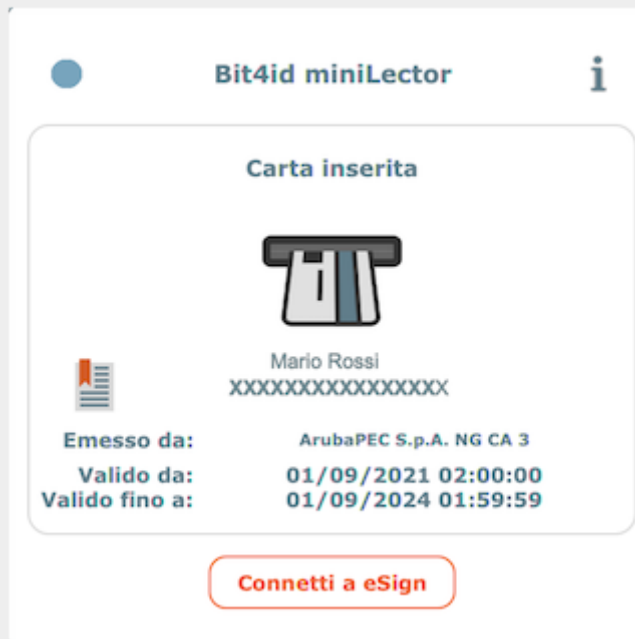 Bit4id miniLector
Carta inserita
Mario Rossi
XXXXXXXXXXXXXXXX
Emesso da: ArubaPEC S.p.A. NG CA 3
Valido da: 01/09/2021 02:00:00
Valido fino a: 01/09/2024 01:59:59
Connetti a eSign